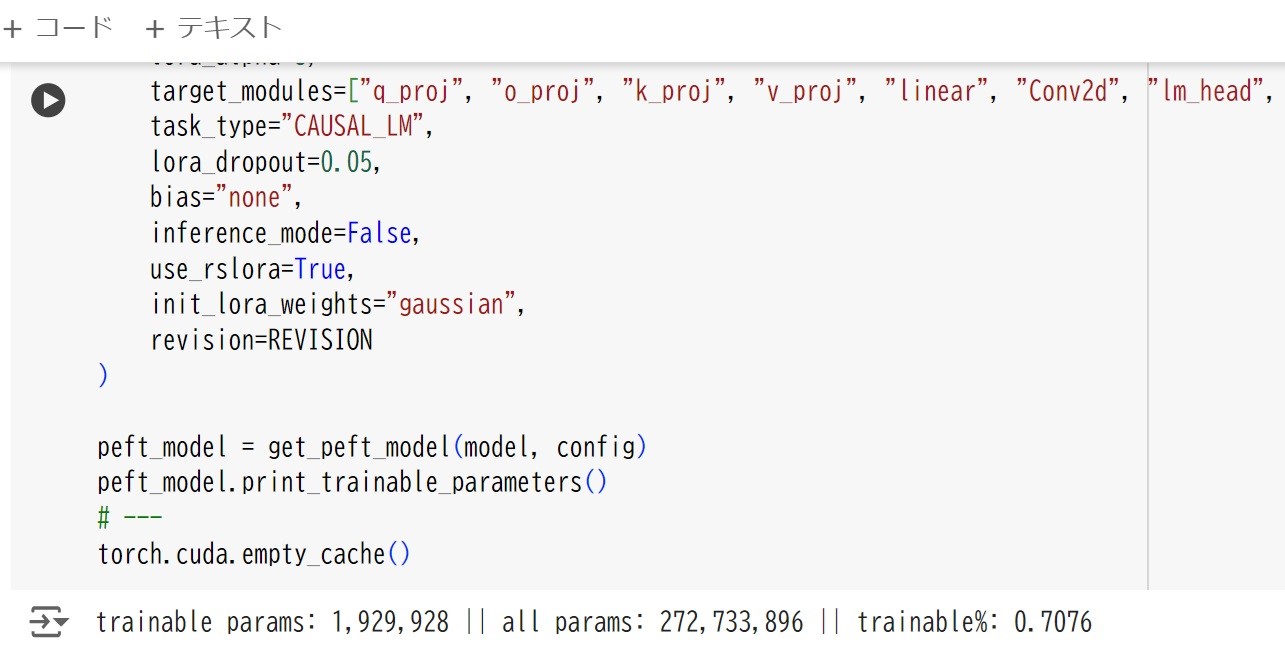 + コード + テキスト
target_modules=["q_proj", "o_proj", "k_proj", "v_proj", "linear", "Conv2d", "lm_head",
task_type="CAUSAL_LM",
lora_dropout=0.05,
bias="none",
inference_mode=False,
use_rslora=True,
init_lora_weights="gaussian",
revision=REVISION
)
peft_model = get_peft_model(model, config)
peft_model.print_trainable_parameters()
# ---
torch.cuda.empty_cache()
trainable params: 1,929,928 || all params: 272,733,896 || trainable%: 0.7076